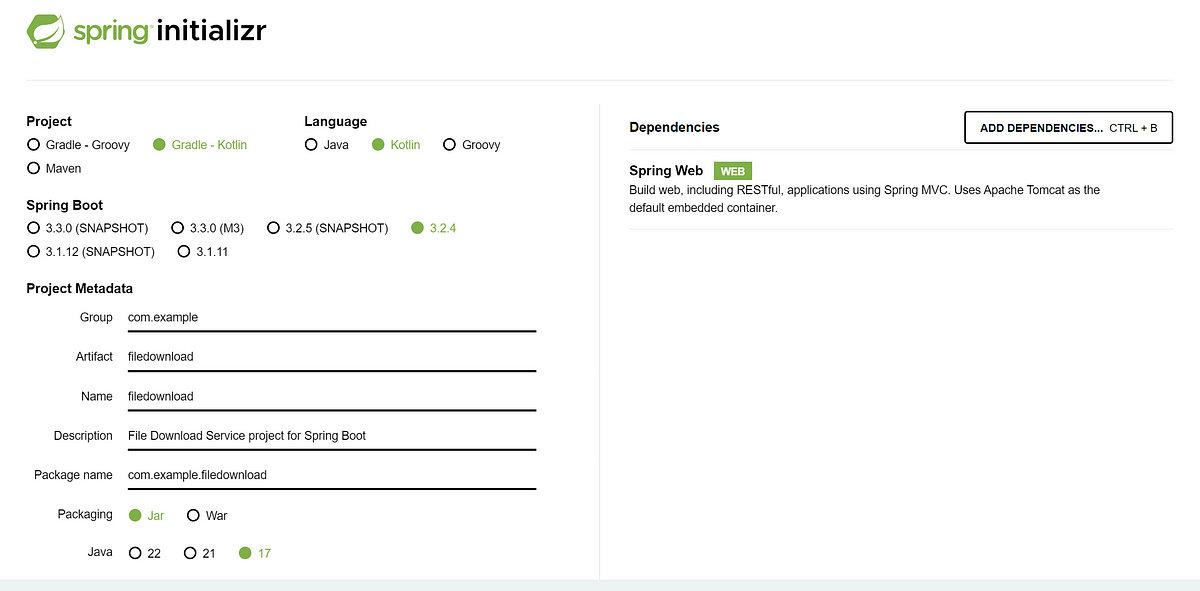 spring initializr
Project
Gradle - Groovy Gradle - Kotlin
Maven
Language
Java Kotlin Groovy
Spring Boot
3.3.0 (SNAPSHOT) 3.3.0 (M3) 3.2.5 (SNAPSHOT) 3.2.4
3.1.12 (SNAPSHOT) 3.1.11
Project Metadata
Group com.example
Artifact filedownload
Name filedownload
Description File Download Service project for Spring Boot
Package name com.example.filedownload
Packaging Jar War
Java 22 21 17
Dependencies
ADD DEPENDENCIES... CTRL + B
Spring Web WEB
Build web, including RESTful, applications using Spring MVC. Uses Apache Tomcat as the
default embedded container.